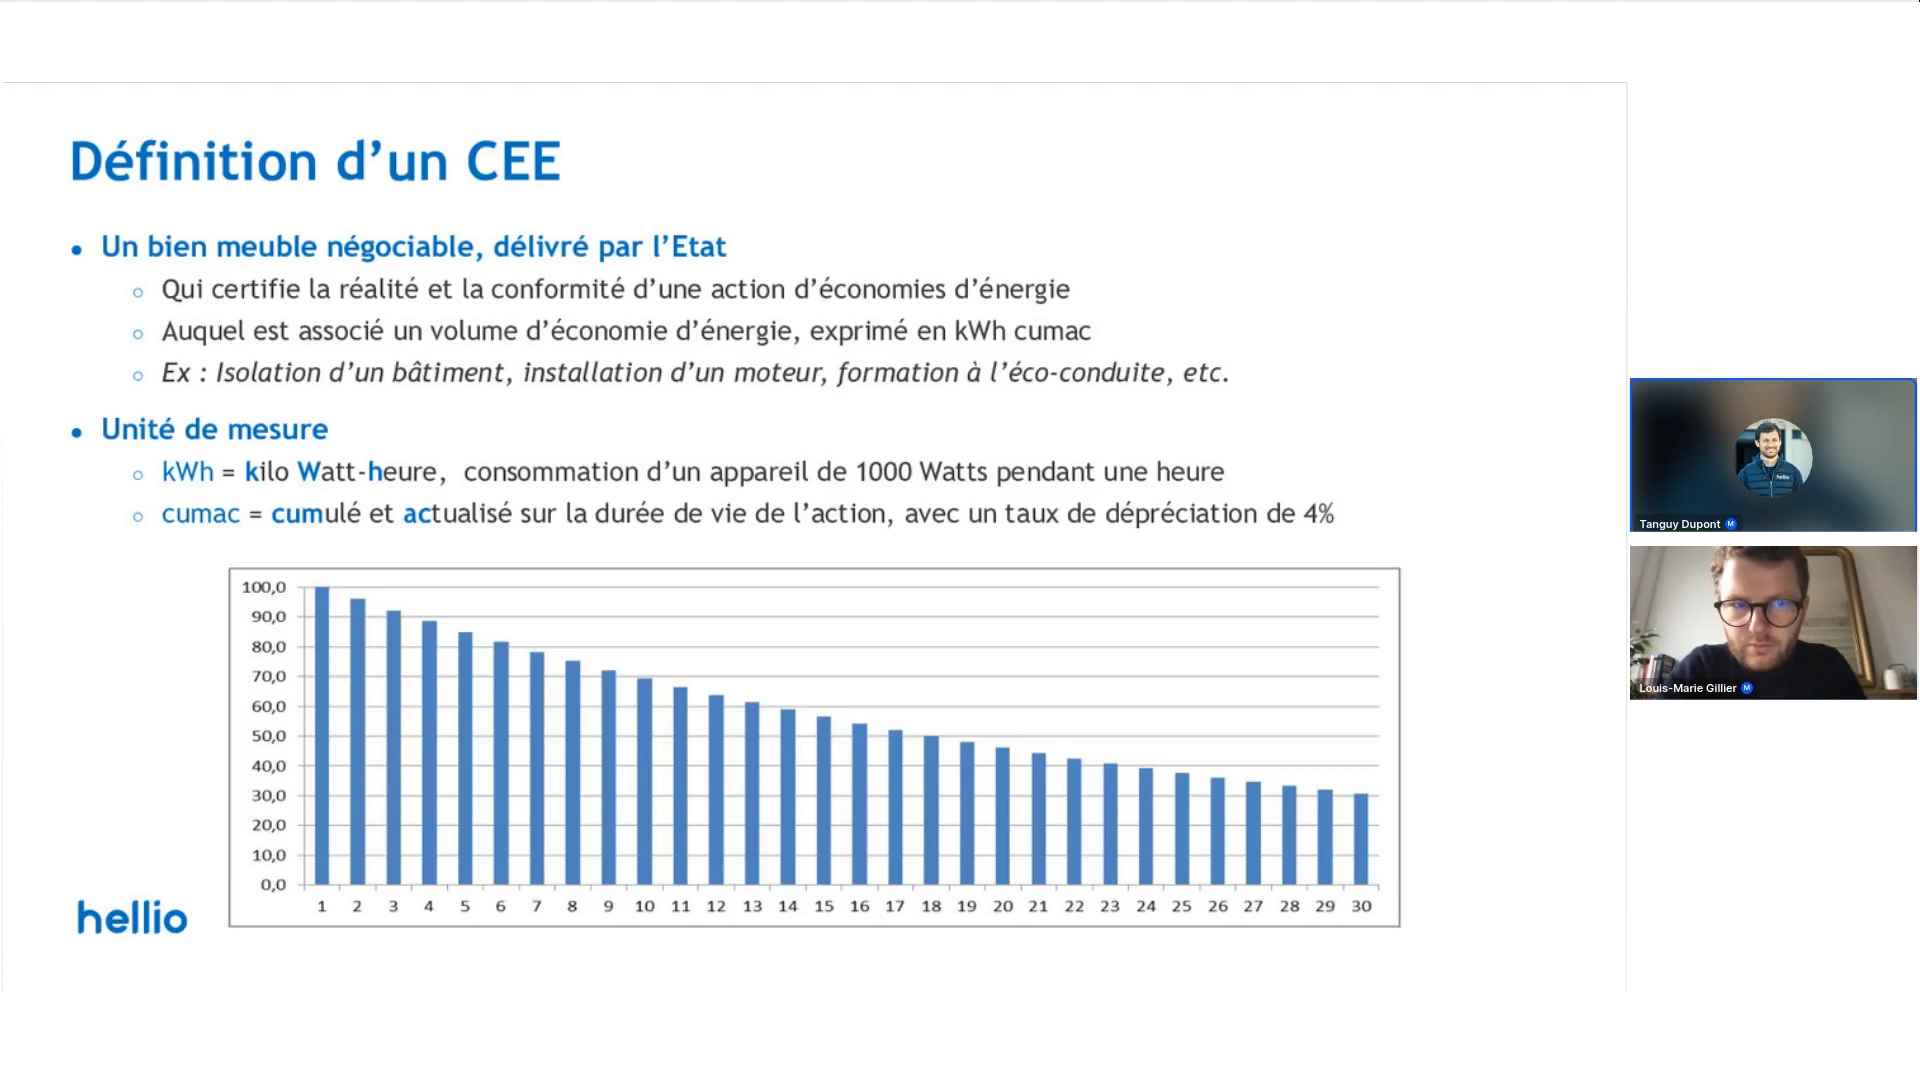 Définition d’un CEE
● Un bien meuble négociable, délivré par l’Etat
○ Qui certifie la réalité et la conformité d’une action d’économies d’énergie
○ Auquel est associé un volume d’économie d’énergie, exprimé en kWh cumac
○ Ex : Isolation d’un bâtiment, installation d’un moteur, formation à l’éco-conduite, etc.
● Unité de mesure
○ kWh = kilo Watt-heure, consommation d’un appareil de 1000 Watts pendant une heure
○ cumac = cumulé et actualisé sur la durée de vie de l’action, avec un taux de dépréciation de 4%
100,0
90,0
80,0
70,0
60,0
50,0
40,0
30,0
20,0
10,0
0,0
1 2 3 4 5 6 7 8 9 10 11 12 13 14 15 16 17 18 19 20 21 22 23 24 25 26 27 28 29 30
hellio
hellio
Tanguy Dupont M
Louis-Marie Gillier M